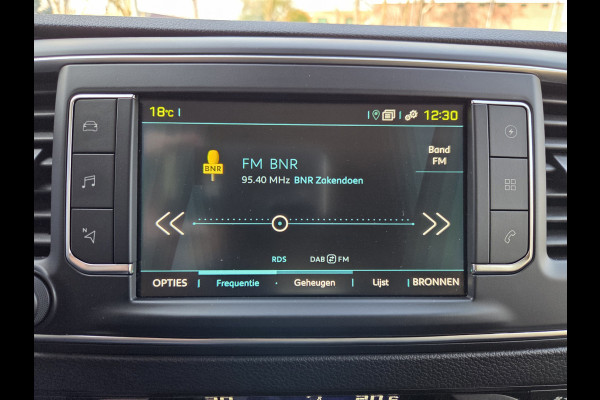 18°C 12:30
Band
FM
FM BNR
BNR
95.40 MHz BNR Zakendoen
N
RDS DAB FM
OPTIES Frequentie Geheugen Lijst BRONNEN